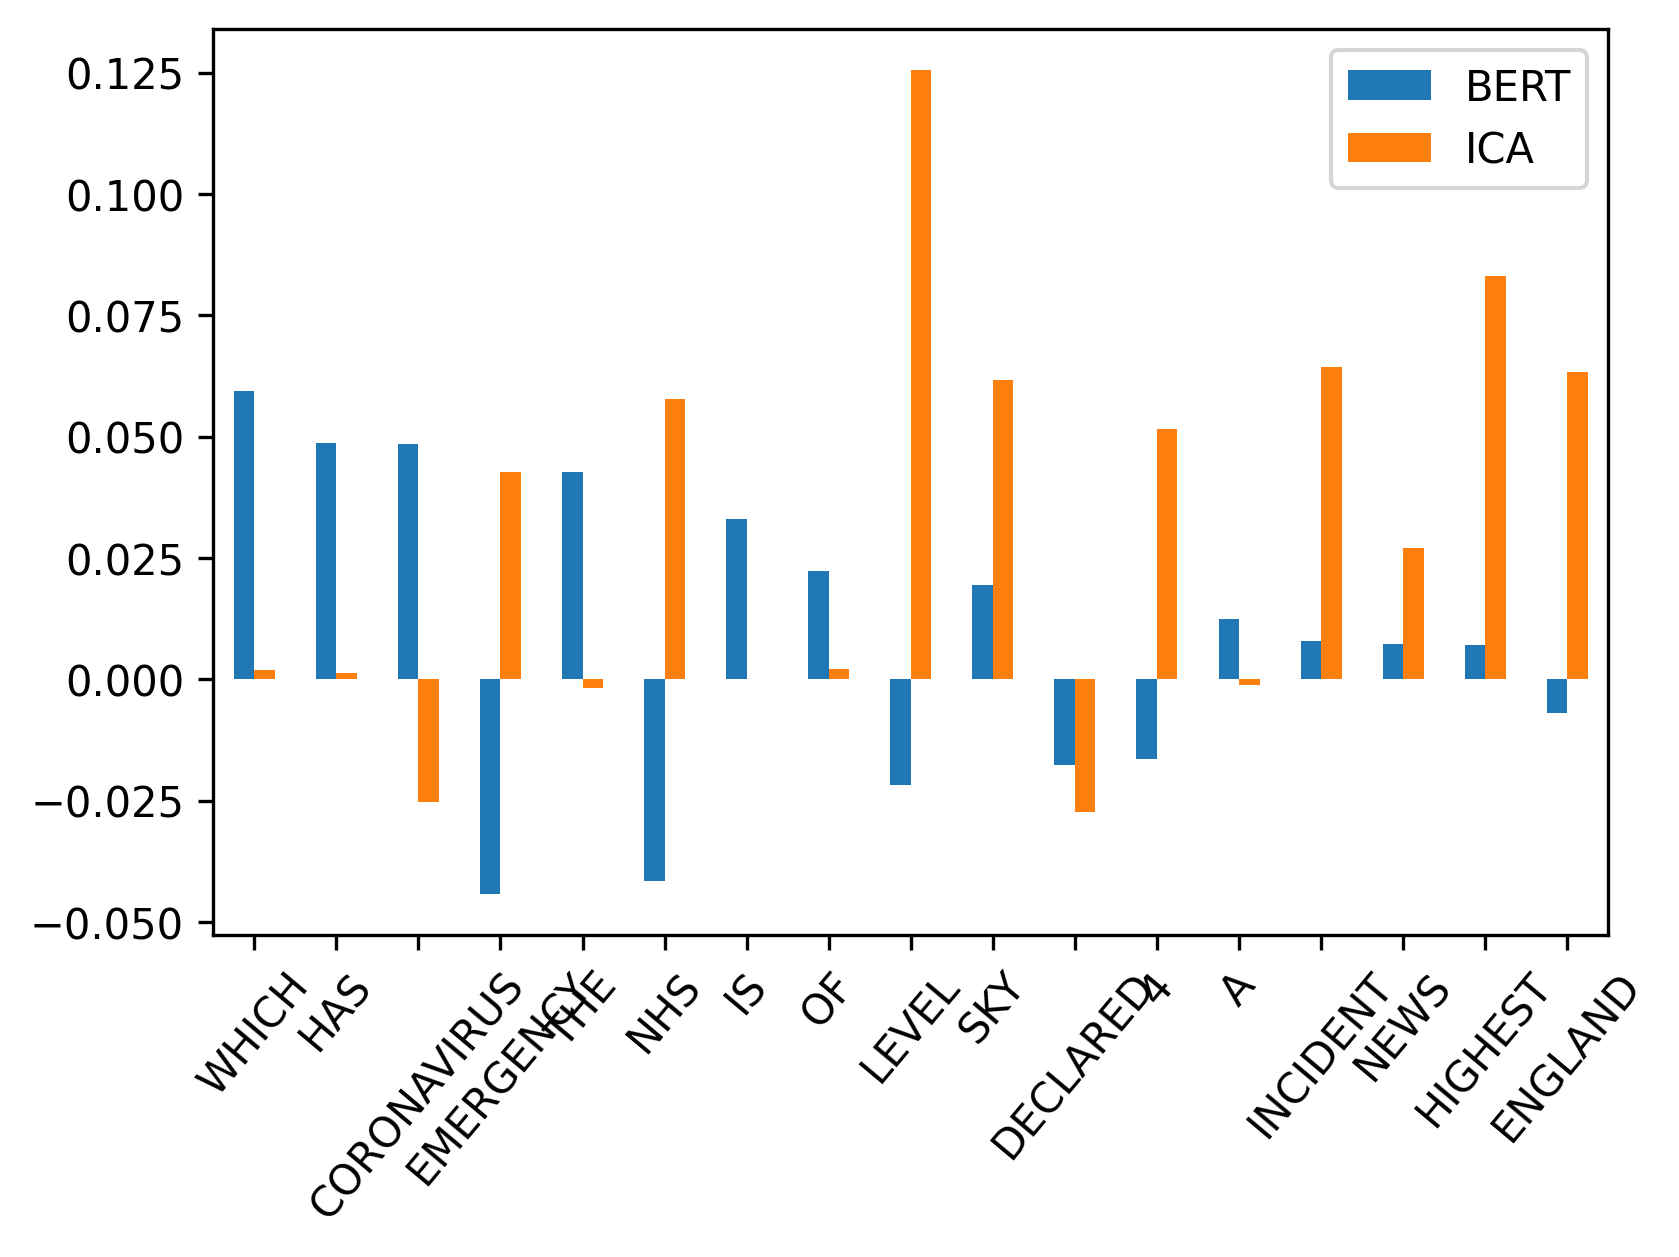 BERT
ICA
0.125
0.100
0.075
0.050
0.025
0.000
−0.025
−0.050
WHICH
HAS
CORONAVIRUS
EMERGENCY
THE
NHS
IS
OF
LEVEL
SKY
DECLARED
4
A
INCIDENT
NEWS
HIGHEST
ENGLAND